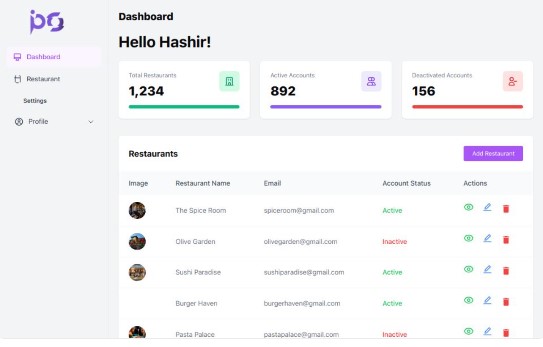 pg
Dashboard
Restaurant
Settings
Profile
Dashboard
Hello Hashir!
Total Restaurants
1,234
Active Accounts
892
Deactivated Accounts
156
Restaurants
Add Restaurant
Image Restaurant Name Email Account Status Actions
The Spice Room spiceroom@gmail.com Active
Olive Garden olivegarden@gmail.com Inactive
Sushi Paradise sushiparadise@gmail.com Active
Burger Haven burgerhaven@gmail.com Active
Pasta Palace pastapalace@gmail.com Inactive